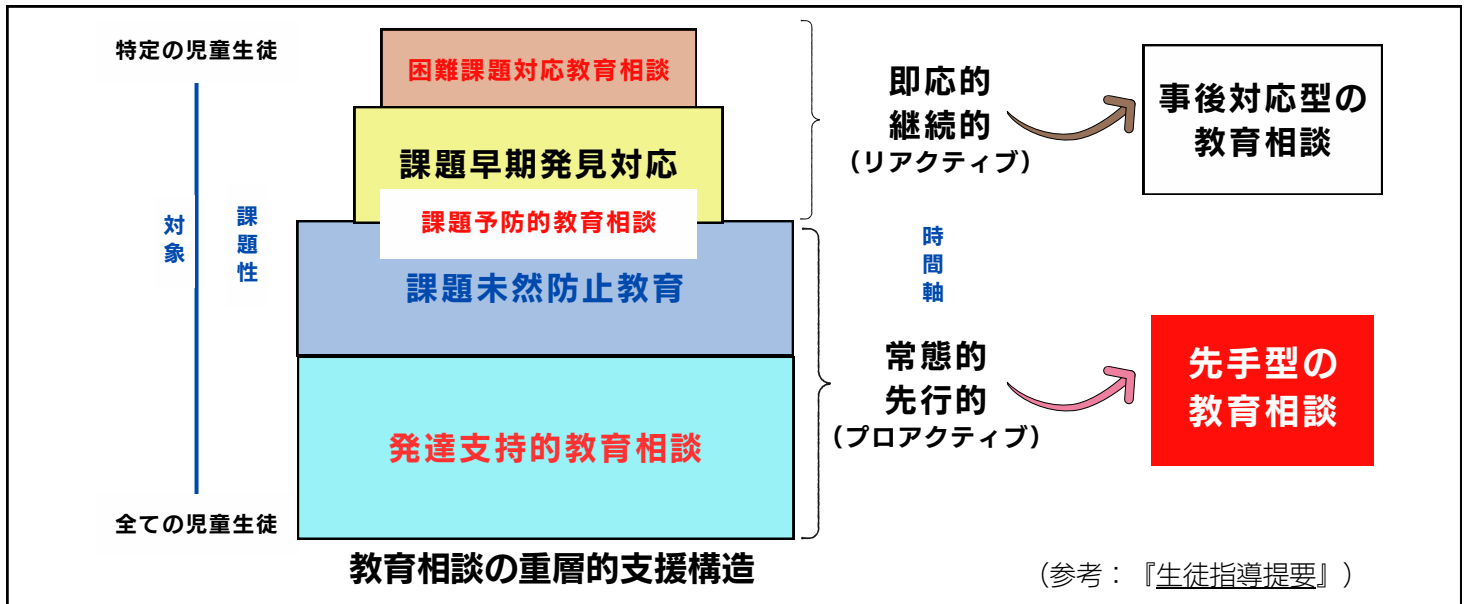 特定の児童生徒
対象
課題性
全ての児童生徒
困難課題対応教育相談
課題早期発見対応
課題予防的教育相談
課題未然防止教育
発達支持的教育相談
教育相談の重層的支援構造
即応的
継続的
（リアクティブ）
時間軸
常態的
先行的
（プロアクティブ）
事後対応型の
教育相談
先手型の
教育相談
（参考：『生徒指導提要』）